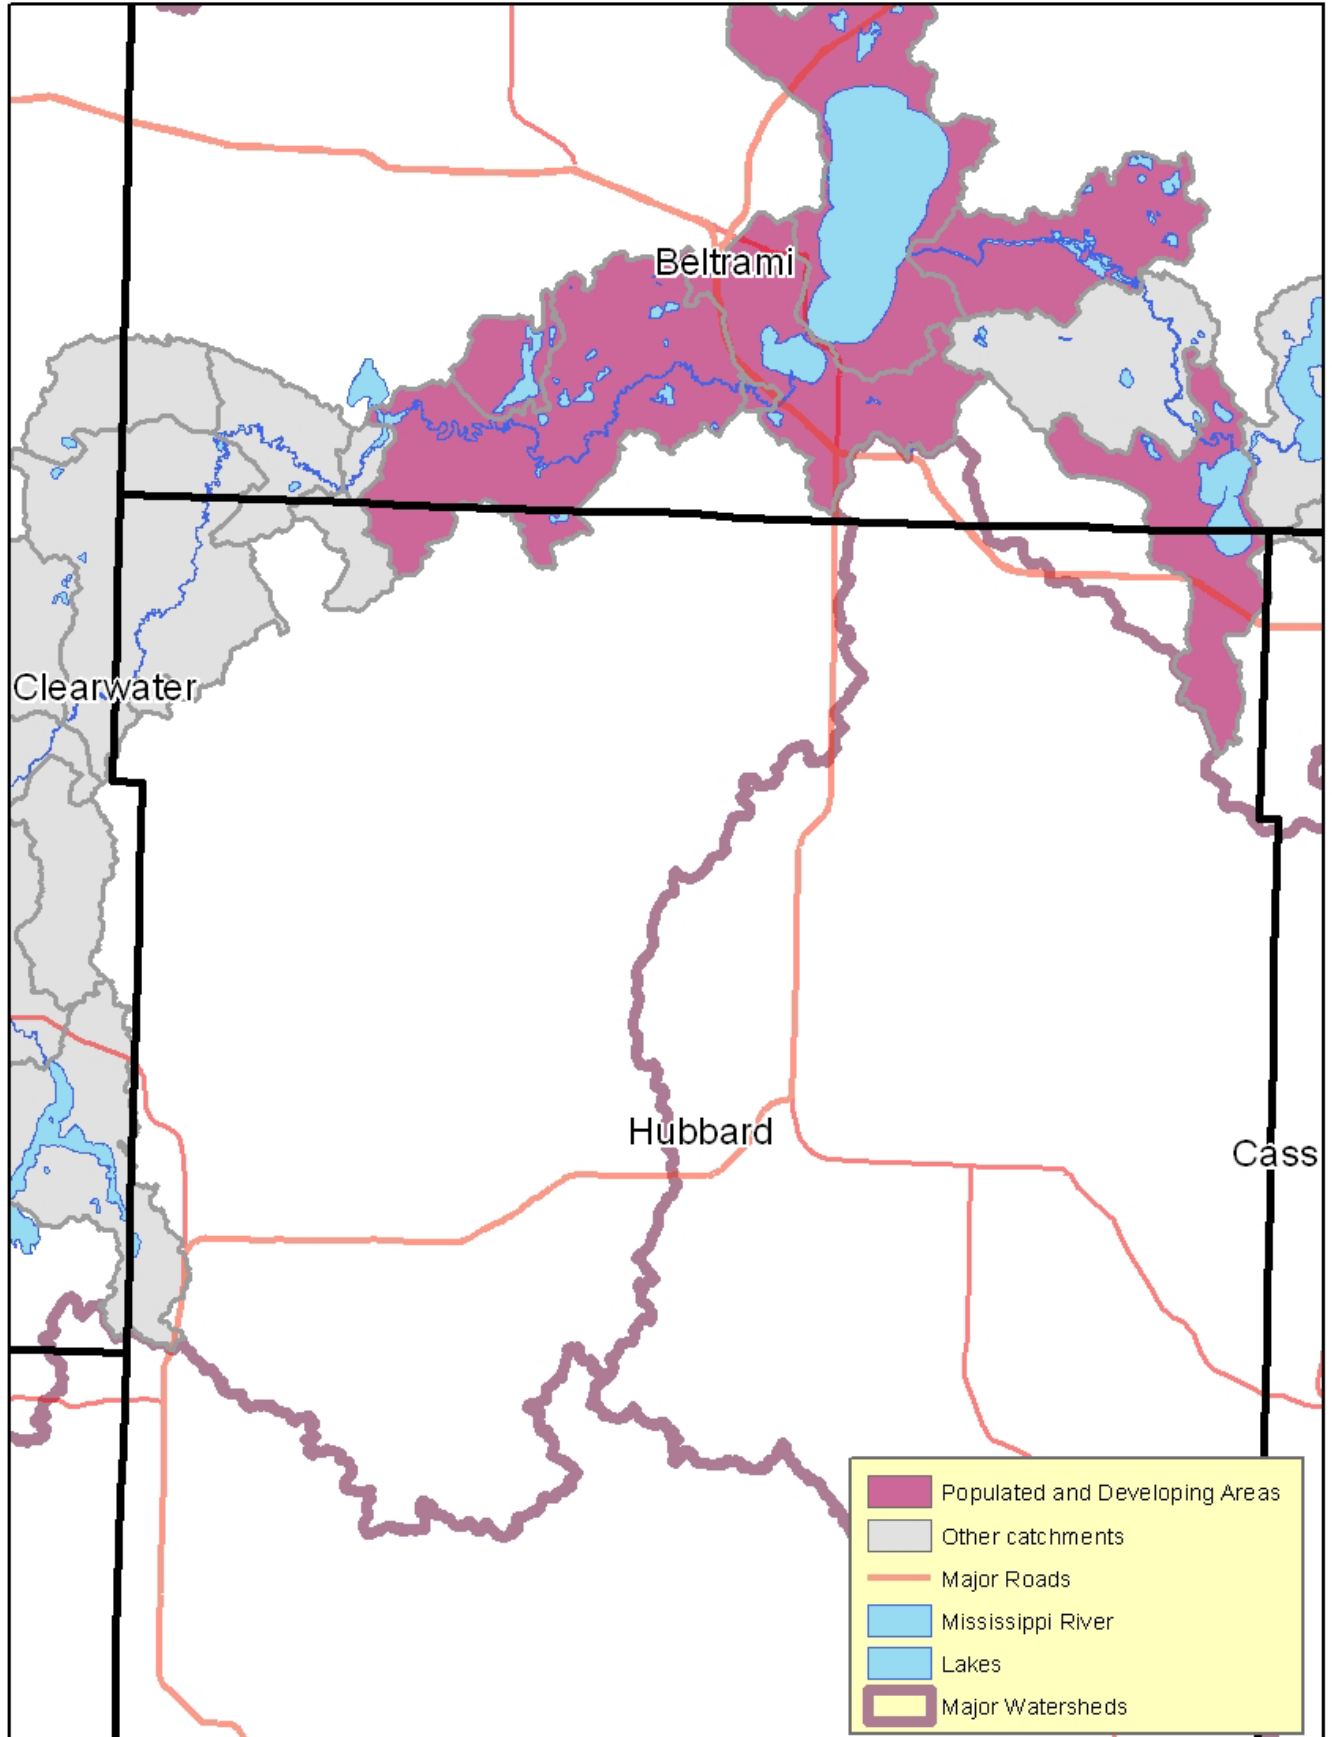 Beltrami
Clearwater
Hubbard
Cass
Populated and Developing Areas
Other catchments
Major Roads
Mississippi River
Lakes
Major Watersheds